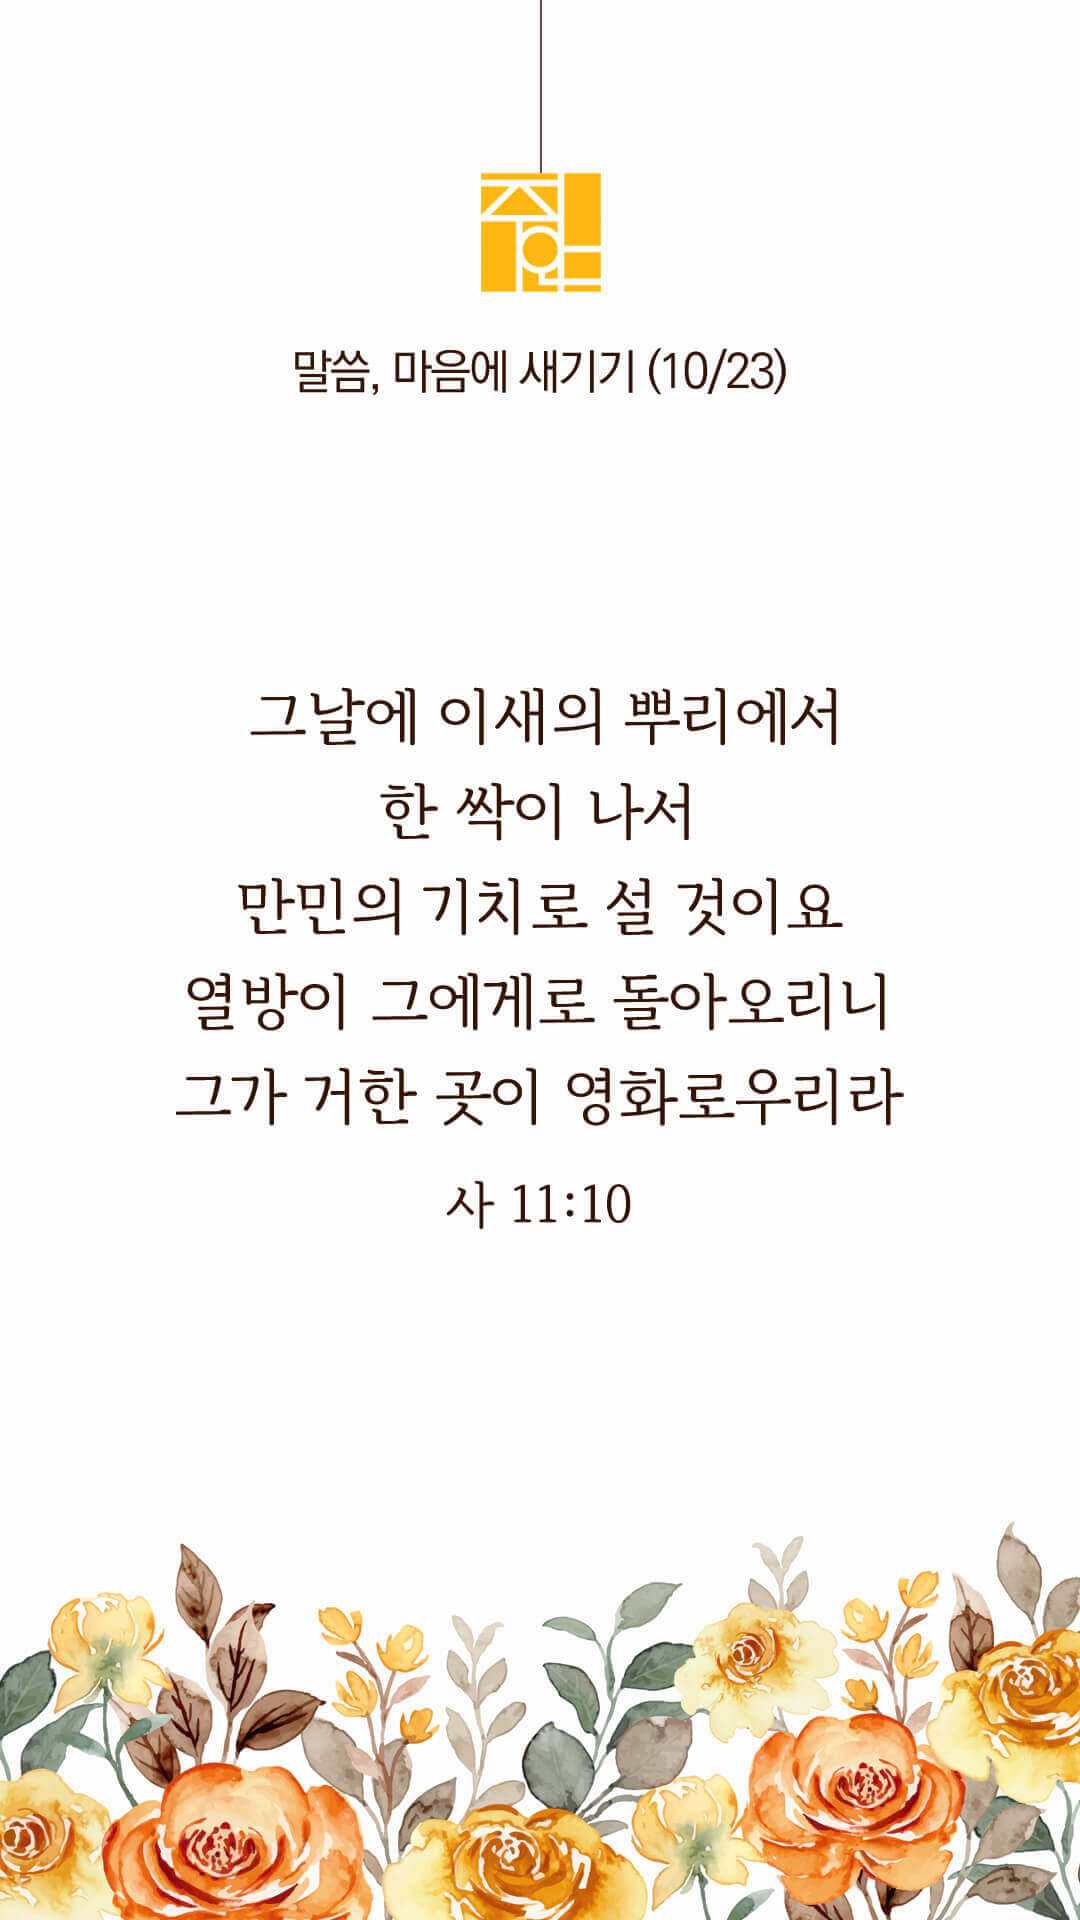 주인
말씀, 마음에 새기기 (10/23)
그날에 이새의 뿌리에서
한 싹이 나서
만민의 기치로 설 것이요
열방이 그에게로 돌아오리니
그가 거한 곳이 영화로우리라
사 11:10